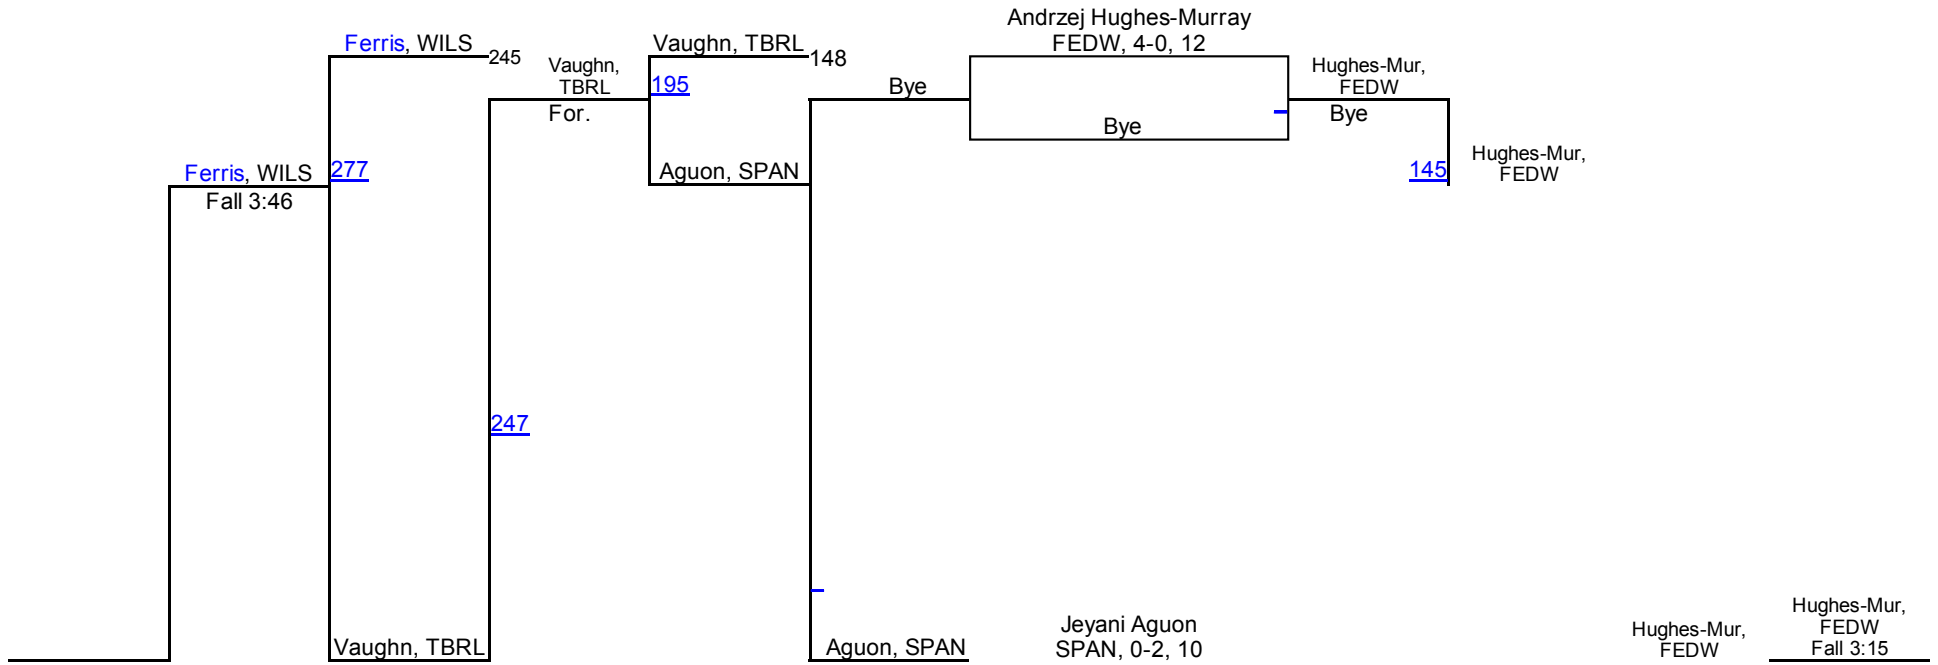 Andrzej Hughes-Murray
FEDW, 4-0, 12
Ferris, WILS
245
Vaughn,
TBRL
For.
Vaughn, TBRL
148
195
Bye
Bye
Hughes-Mur,
FEDW
Bye
Ferris, WILS
Fall 3:46
277
Aguon, SPAN
145
Hughes-Mur,
FEDW
247
Vaughn, TBRL
Aguon, SPAN
Jeyani Aguon
SPAN, 0-2, 10
Hughes-Mur,
FEDW
Hughes-Mur,
FEDW
Fall 3:15